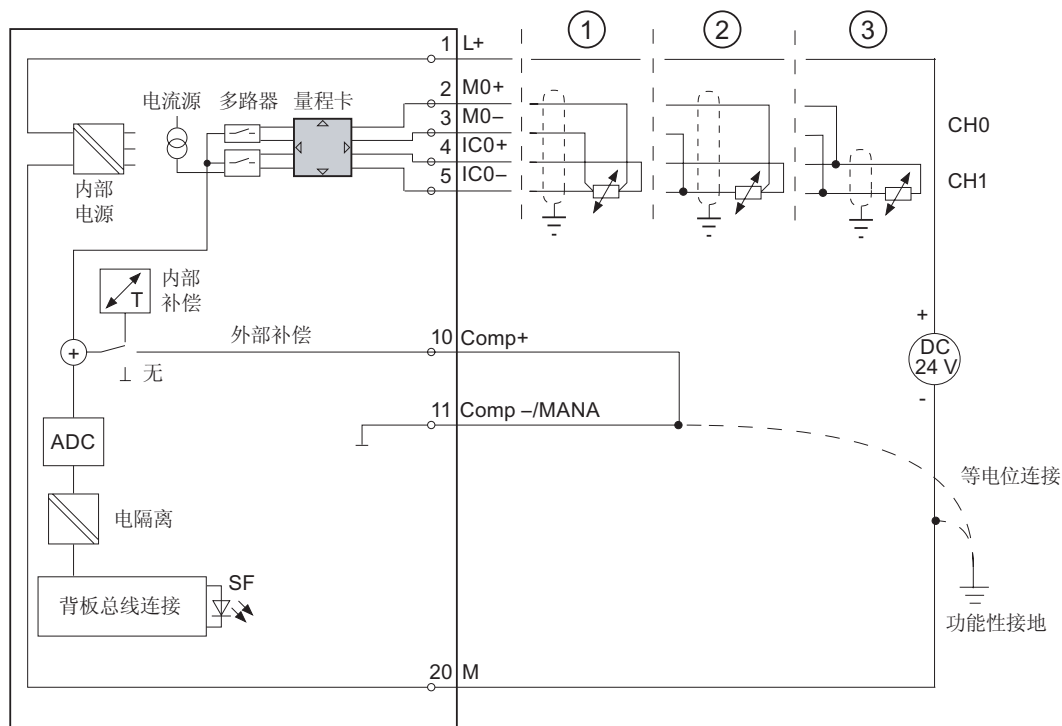 1 L+
① ② ③
2 M0+
电流源 多路器 量程卡
3 M0–
CH0
4 IC0+
5 IC0–
CH1
内部
电源
内部
补偿
T
外部补偿
10 Comp+
+
DC
24 V
-
+
⊥ 无
11 Comp –/MANA
ADC
等电位连接
电隔离
SF
背板总线连接
功能性接地
20 M